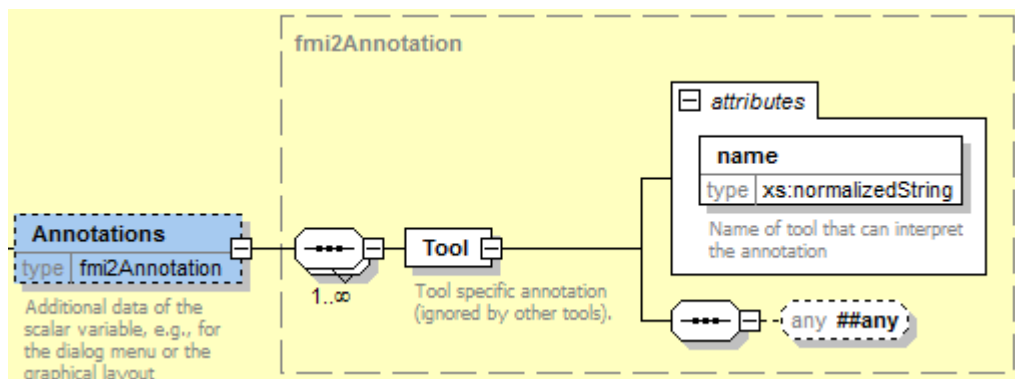 fmi2Annotation
attributes
name
type xs:normalizedString
Name of tool that can interpret
the annotation
Annotations
type fmi2Annotation
Additional data of the
scalar variable, e.g., for
the dialog menu or the
graphical layout
1..∞
Tool
Tool specific annotation
(ignored by other tools).
any ##any